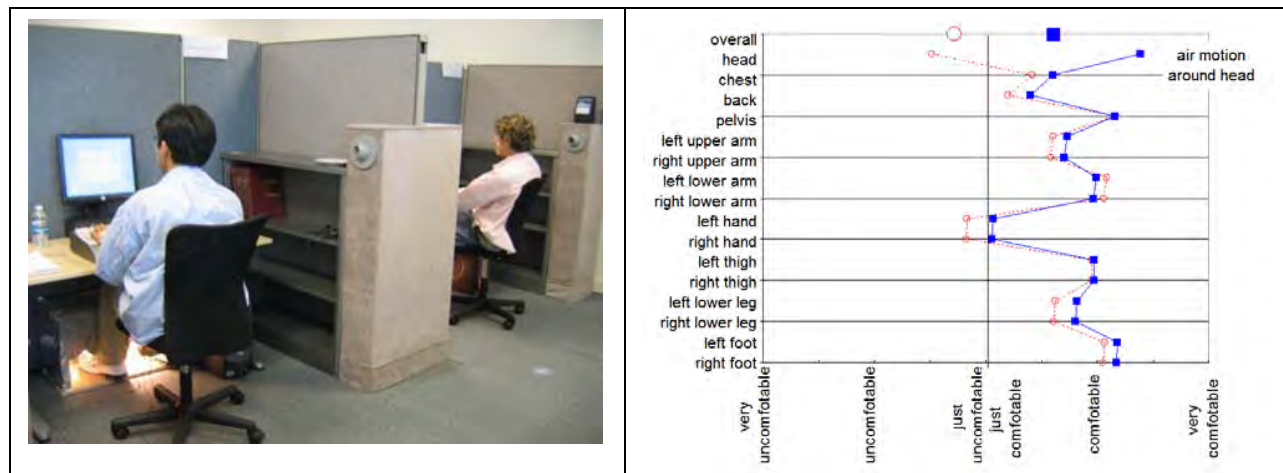 overall
head
air motion
around head
chest
back
pelvis
left upper arm
right upper arm
left lower arm
right lower arm
left hand
right hand
left thigh
right thigh
left lower leg
right lower leg
left foot
right foot
very
uncomfotable
uncomfotable
just
uncomfotable
just
comfotable
comfotable
very
comfotable